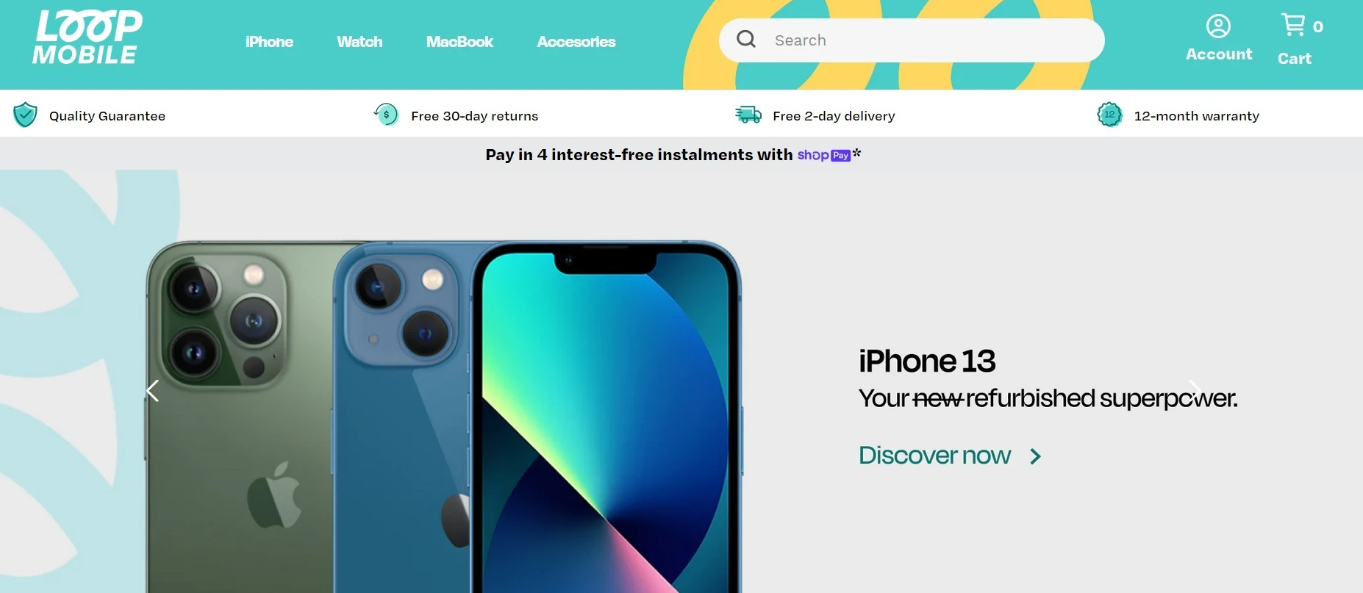 LOOP
MOBILE
iPhone
Watch
MacBook
Accesories
Search
Account
0
Cart
Quality Guarantee
$
Free 30-day returns
Free 2-day delivery
12
12-month warranty
Pay in 4 interest-free instalments with shop Pay*
iPhone 13
Your new refurbished superpower.
Discover now